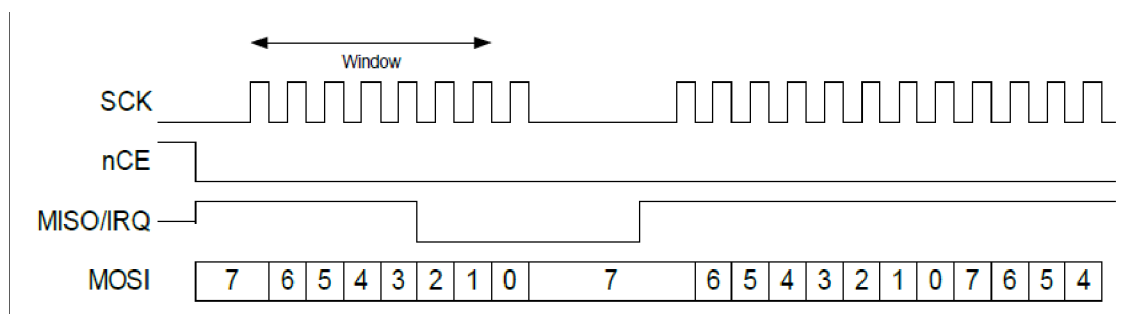 Window
SCK
nCE
MISO/IRQ
MOSI 7 6 5 4 3 2 1 0 7 6 5 4 3 2 1 0 7 6 5 4